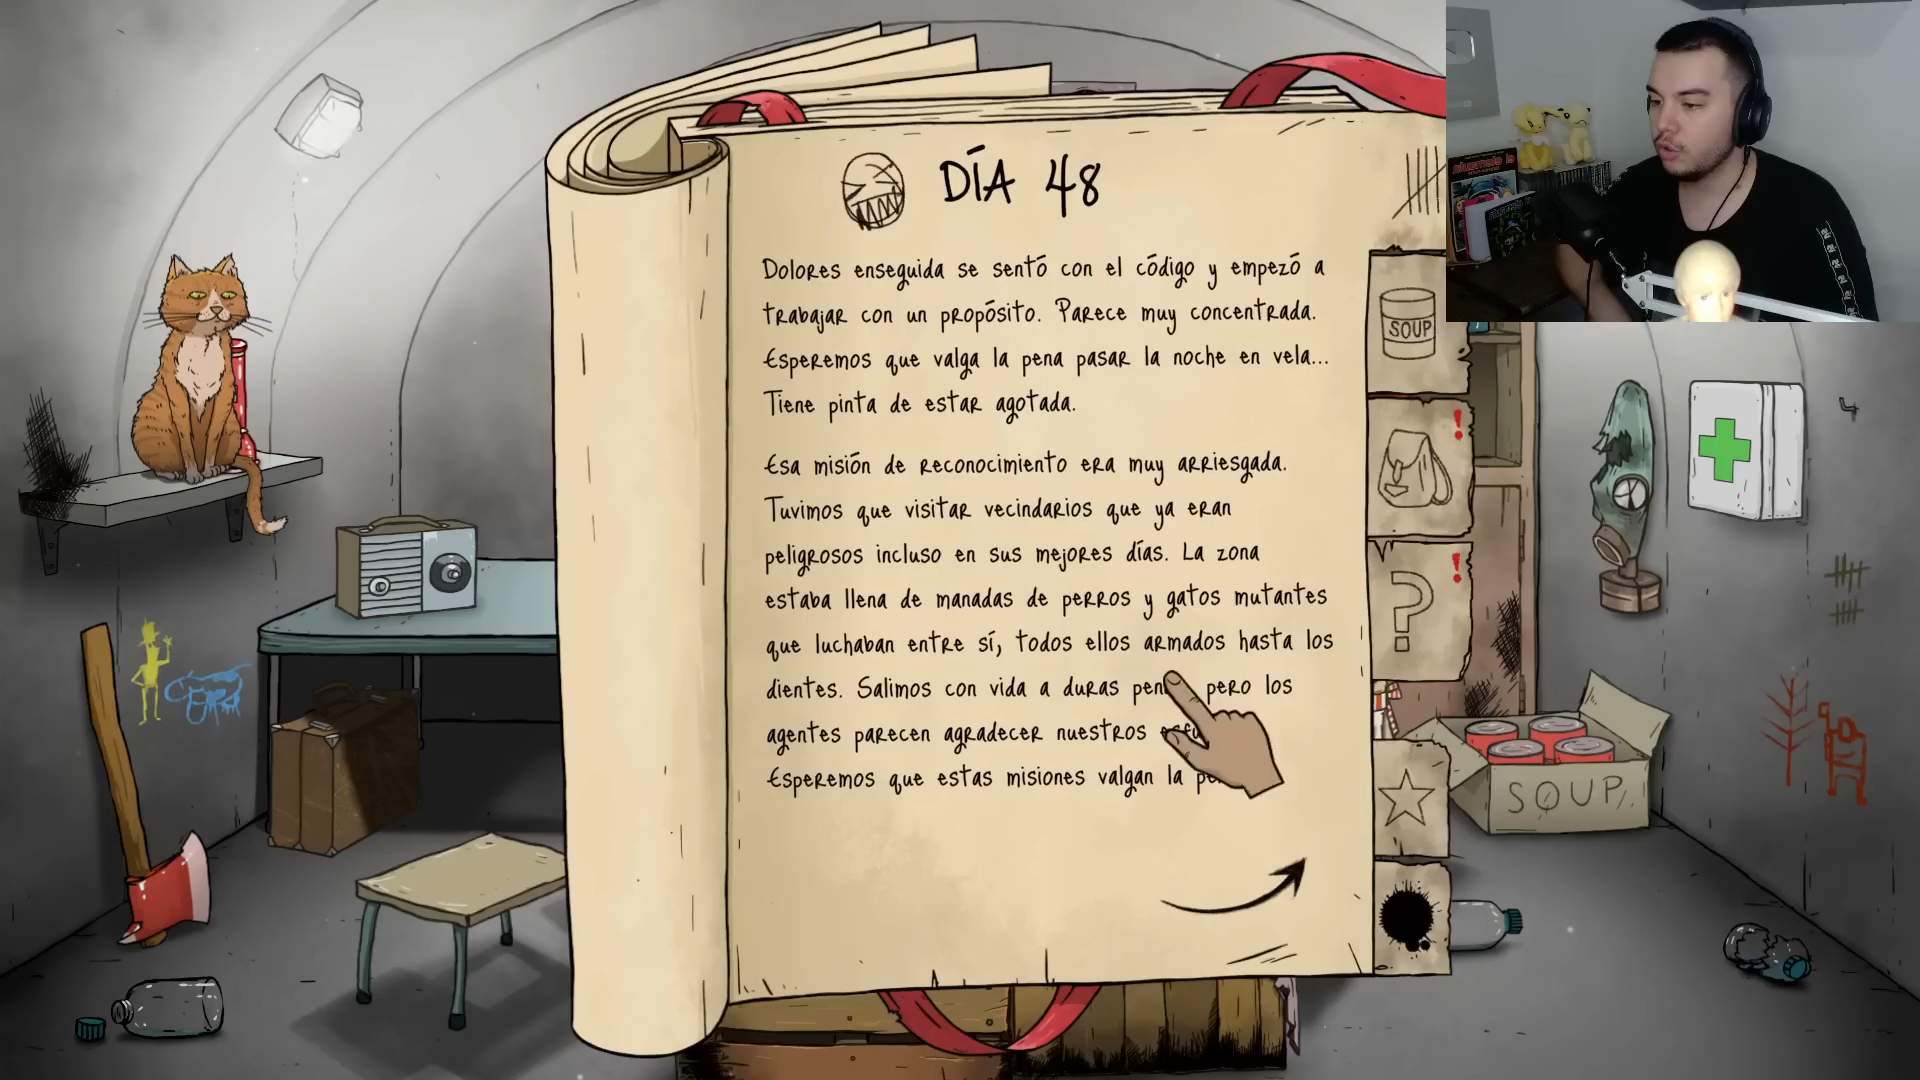 DÍA 48
Dolores enseguida se sentó con el código y empezó a
trabajar con un propósito. Parece muy concentrada.
Esperemos que valga la pena pasar la noche en vela...
Tiene pinta de estar agotada.
Esa misión de reconocimiento era muy arriesgada.
Tuvimos que visitar vecindarios que ya eran
peligrosos incluso en sus mejores días. La zona
estaba llena de manadas de perros y gatos mutantes
que luchaban entre sí, todos ellos armados hasta los
dientes. Salimos con vida a duras pero los
agentes parecen agradecer nuestros
Esperemos que estas misiones valgan la
SOUP
!
!
?
SOUP
4